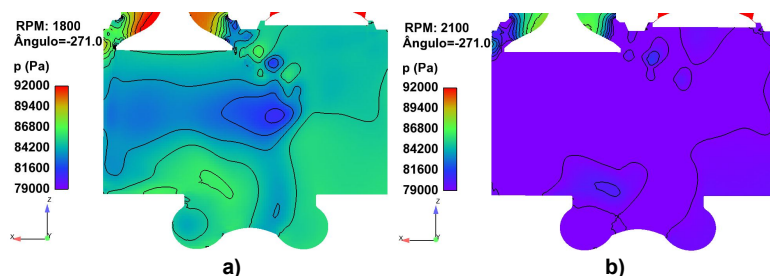 RPM: 1800
Ângulo=-271.0
p (Pa)
92000
89400
86800
84200
81600
79000
Z
X
Y
a)
RPM: 2100
Ângulo=-271.0
p (Pa)
92000
89400
86800
84200
81600
79000
Z
X
Y
b)